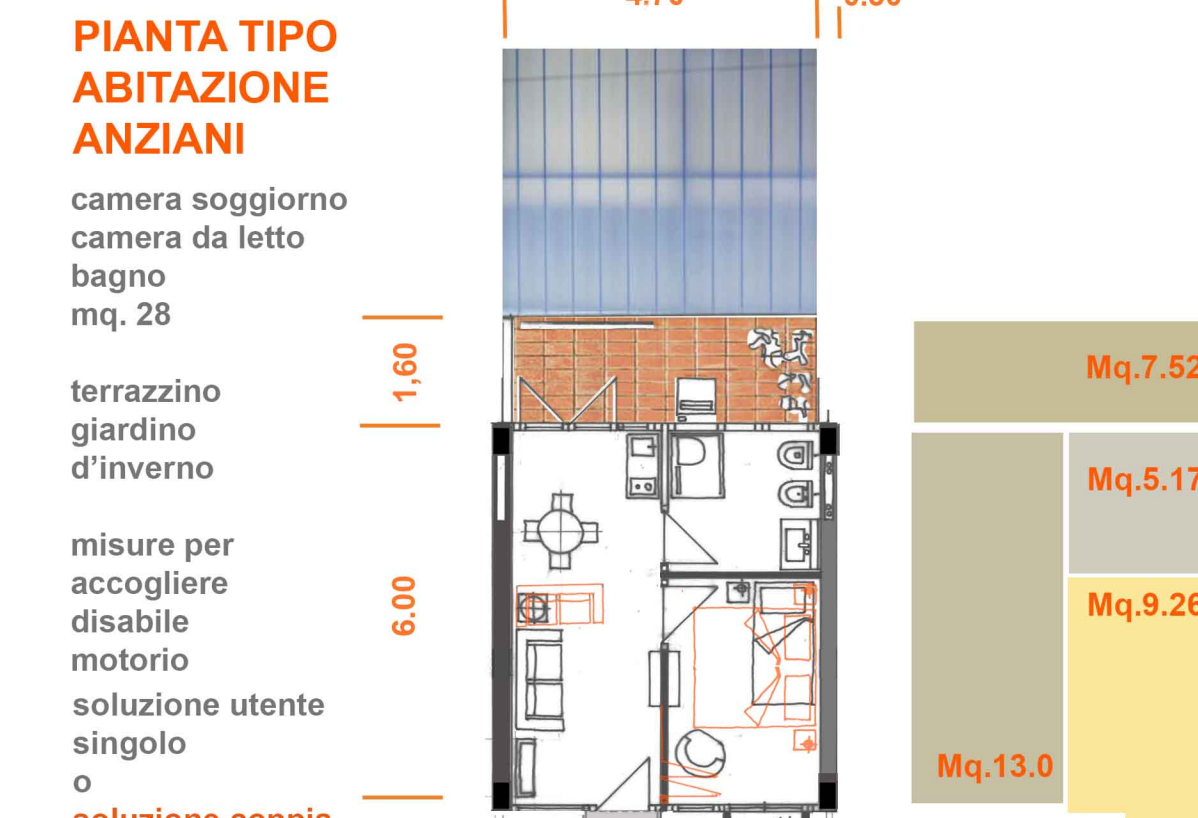 PIANTA TIPO
ABITAZIONE
ANZIANI
camera soggiorno
camera da letto
bagno
mq. 28
terrazzino
giardino
d'inverno
misure per
accogliere
disabile
motorio
soluzione utente
singolo
o
soluzione coppia
1,60
6.00
Mq.7.52
Mq.5.17
Mq.9.26
Mq.13.0